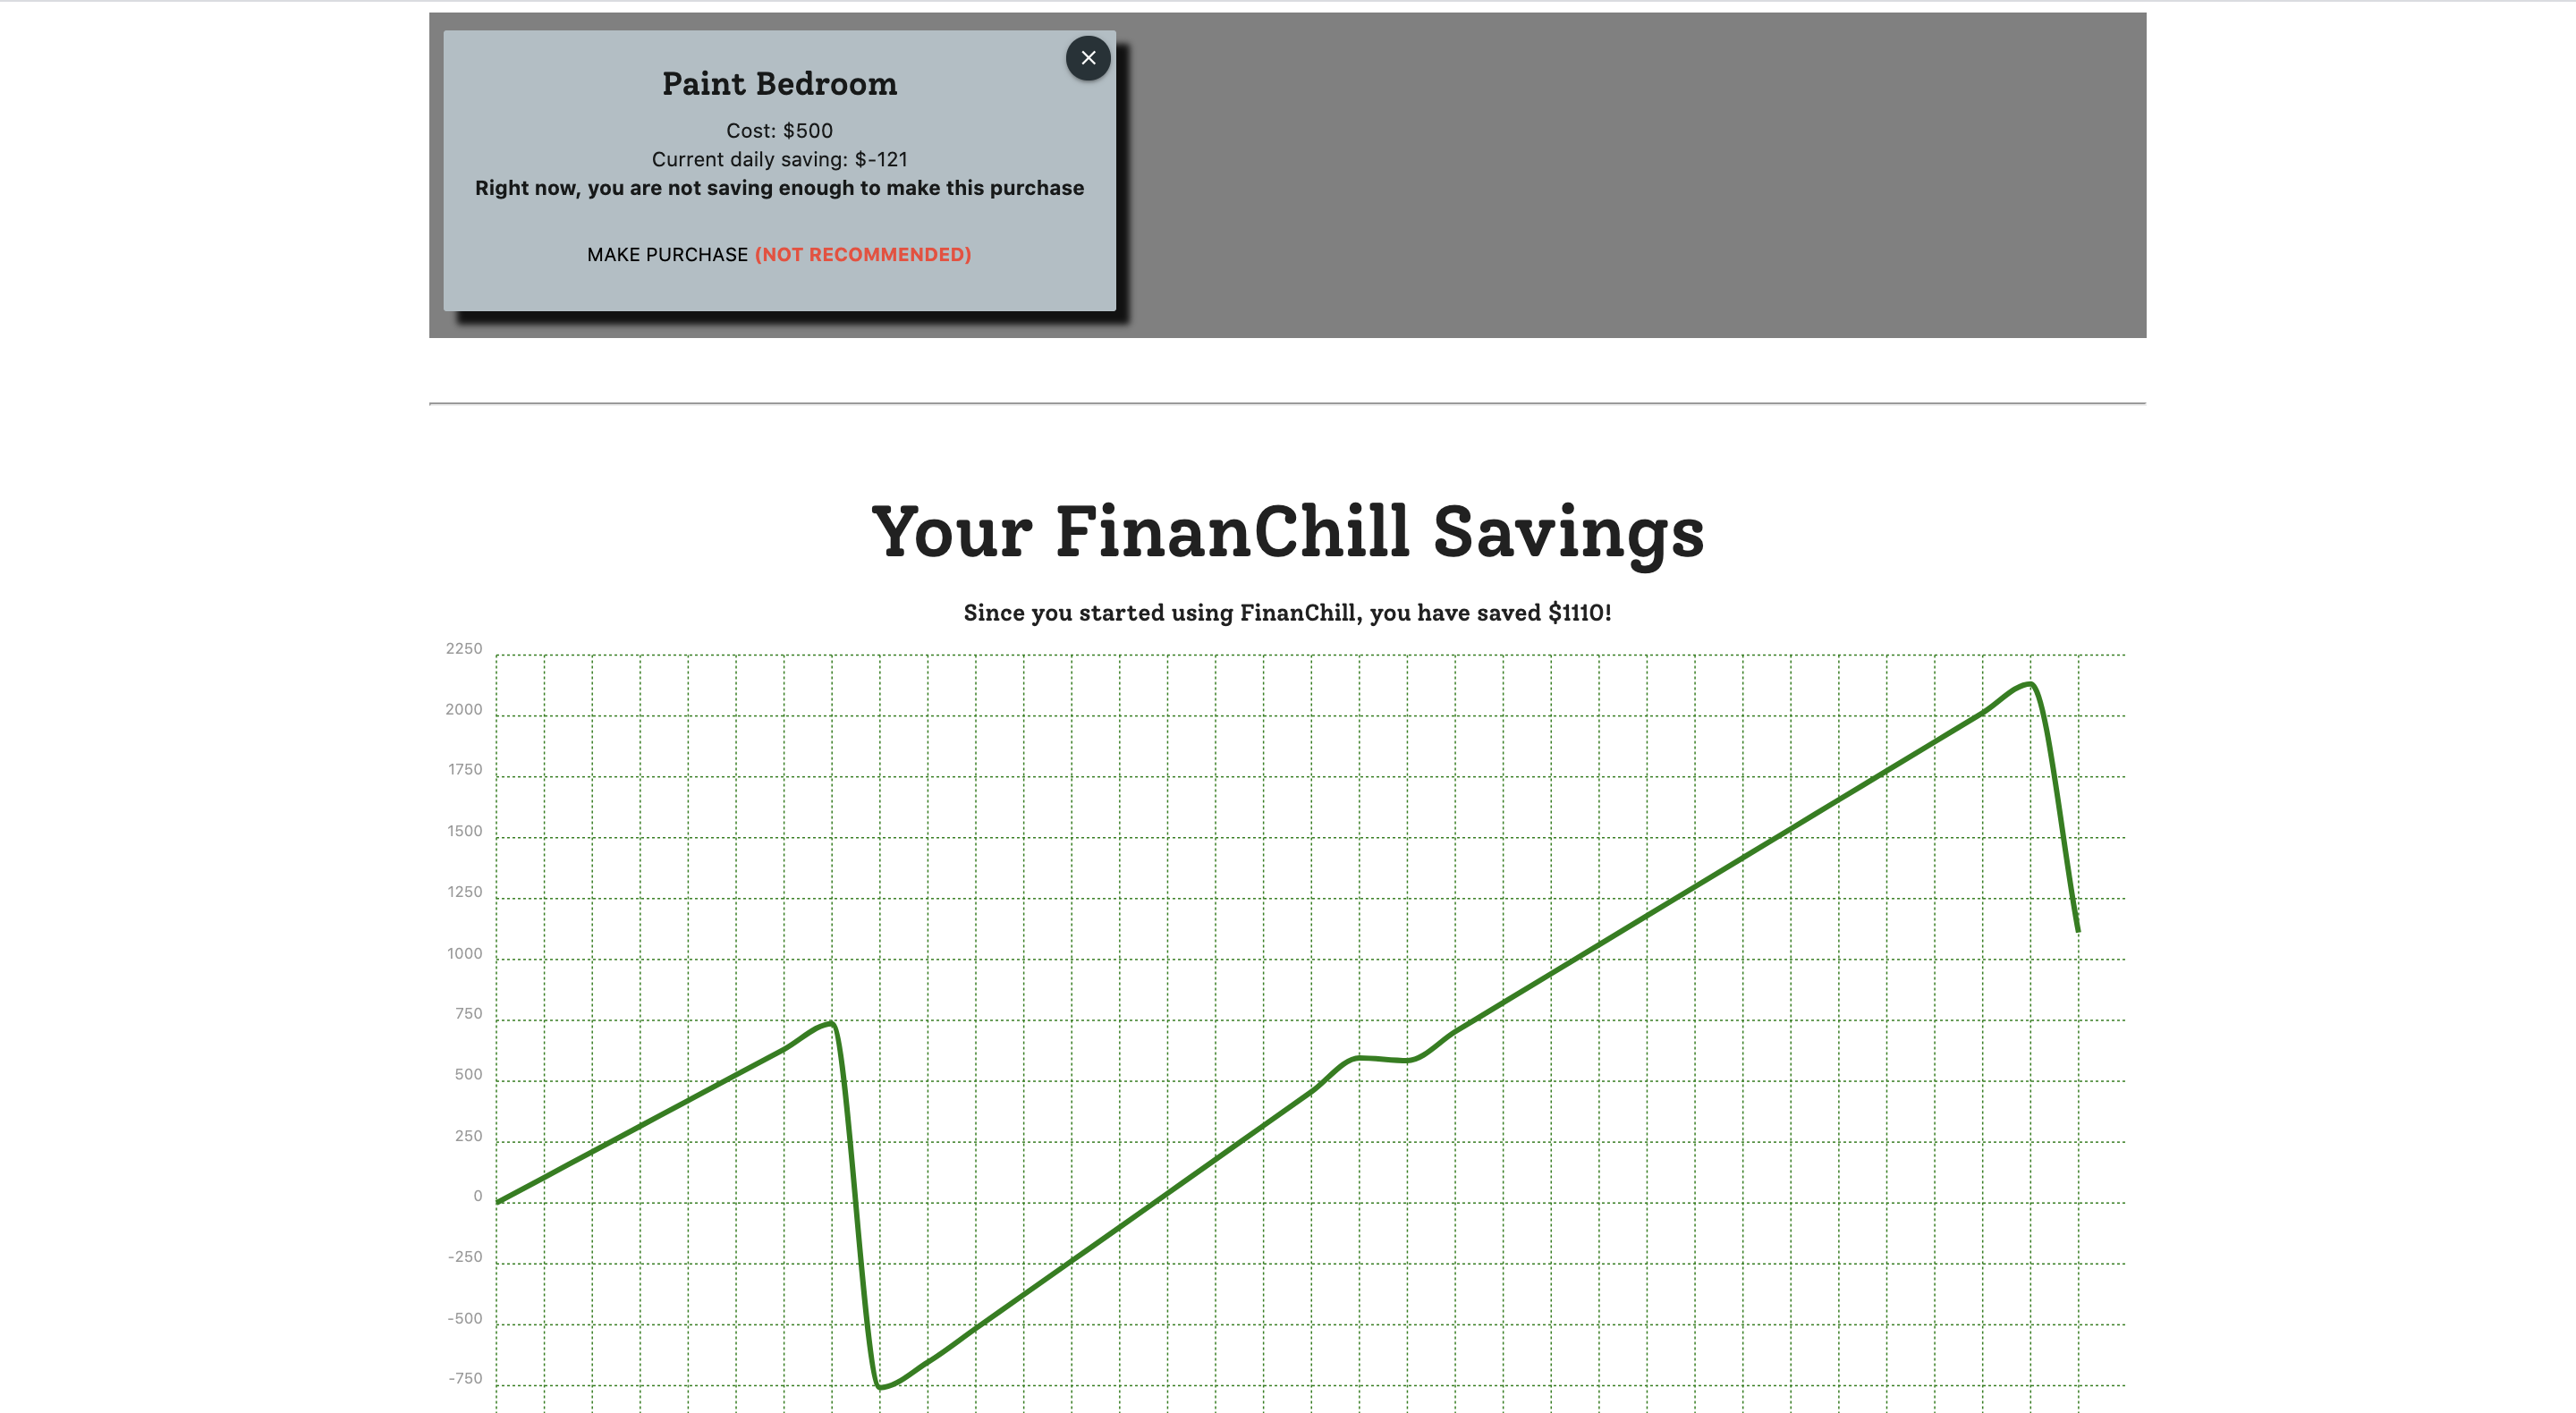 Paint Bedroom
Cost: $500
Current daily saving: $-121
Right now, you are not saving enough to make this purchase
MAKE PURCHASE (NOT RECOMMENDED)
Your FinanChill Savings
Since you started using FinanChill, you have saved $1110!
2250
2000
1750
1500
1250
1000
750
500
250
0
-250
-500
-750